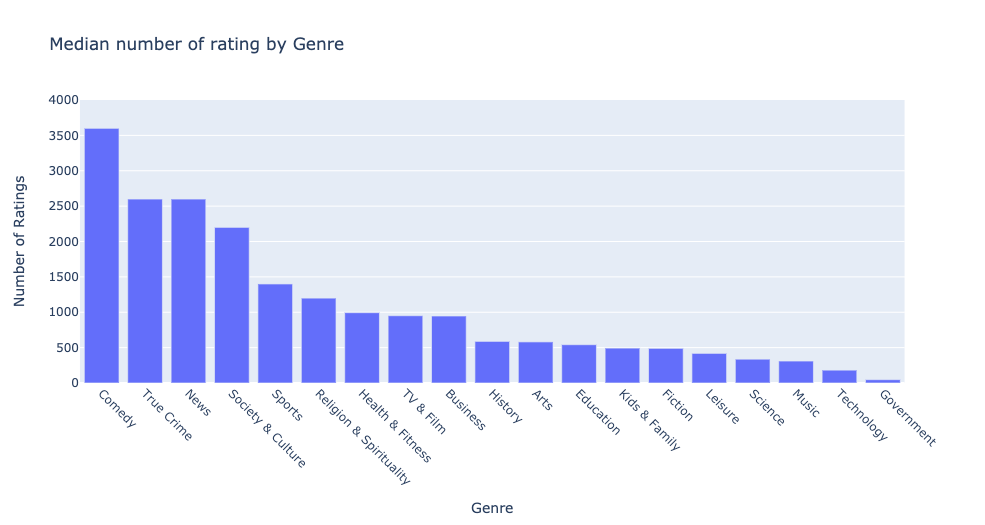 Median number of rating by Genre
Number of Ratings
4000
3500
3000
2500
2000
1500
1000
500
0
Comedy
True Crime
News
Society & Culture
Sports
Religion & Spirituality
Health & Fitness
TV & Film
Business
History
Arts
Education
Kids & Family
Fiction
Leisure
Science
Music
Technology
Government
Genre